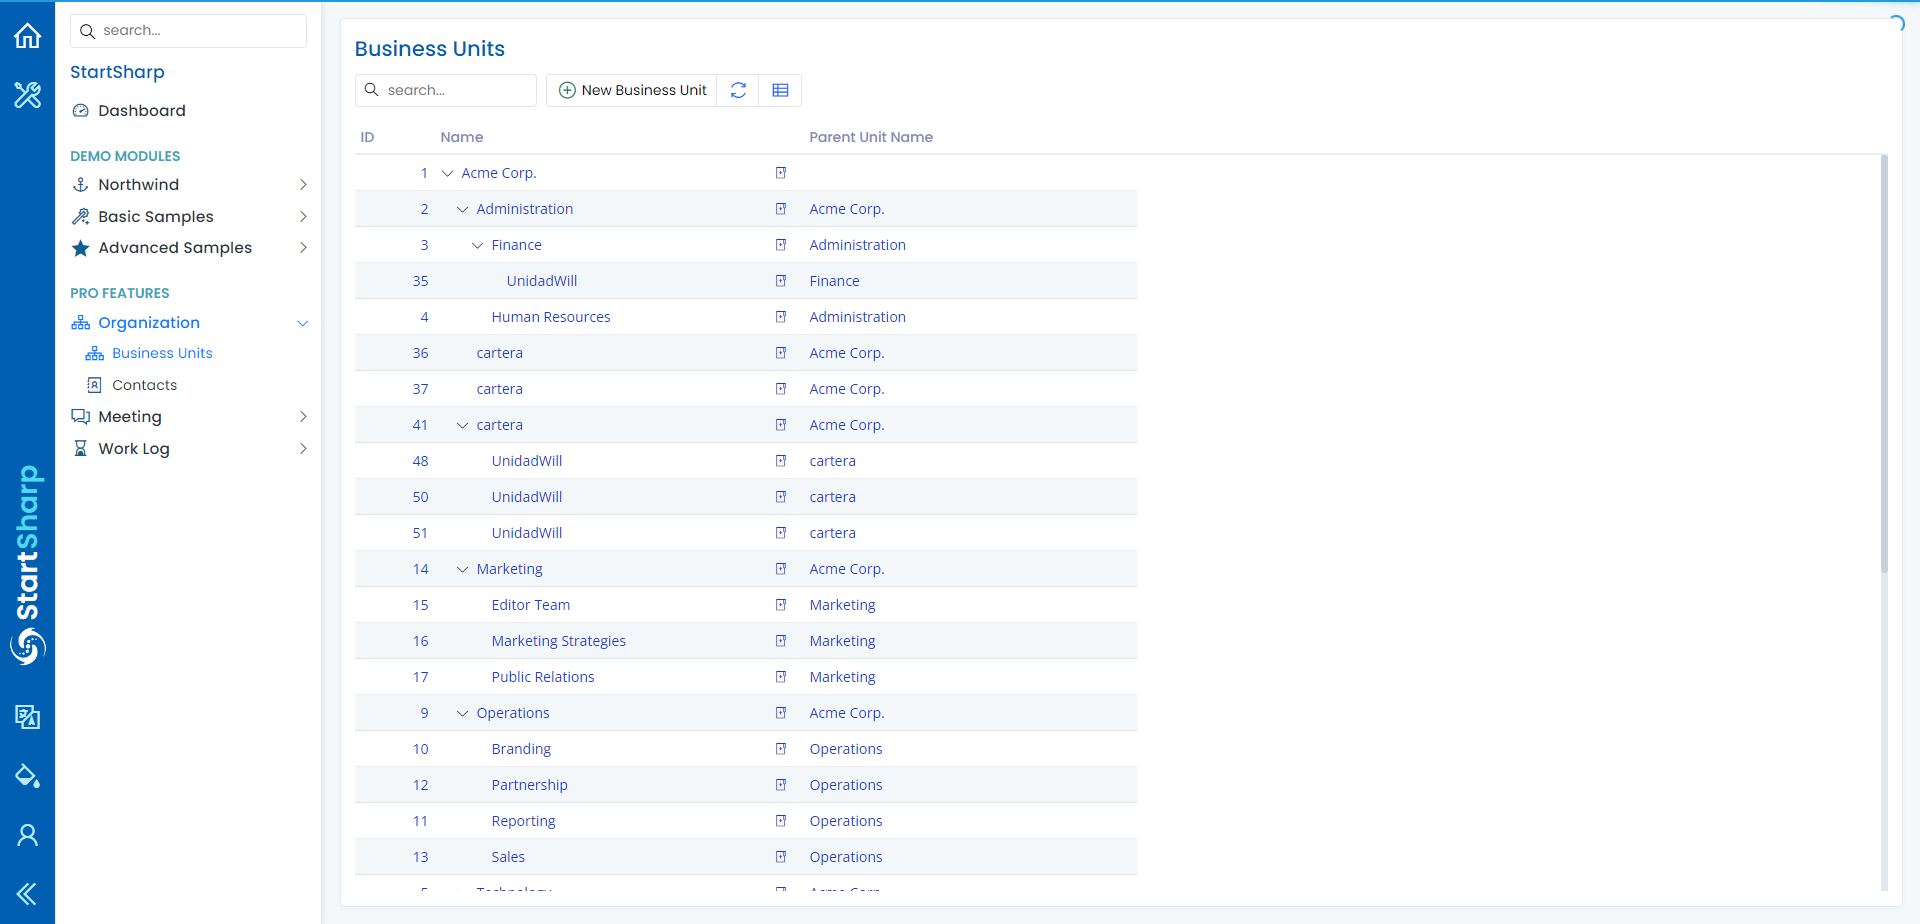 search...
StartSharp
Dashboard
DEMO MODULES
Northwind
Basic Samples
Advanced Samples
PRO FEATURES
Organization
Business Units
Contacts
Meeting
Work Log
StartSharp
Business Units
search...
New Business Unit
ID Name Parent Unit Name
1 Acme Corp.
2 Administration Acme Corp.
3 Finance Administration
35 UnidadWill Finance
4 Human Resources Administration
36 cartera Acme Corp.
37 cartera Acme Corp.
41 cartera Acme Corp.
48 UnidadWill cartera
50 UnidadWill cartera
51 UnidadWill cartera
14 Marketing Acme Corp.
15 Editor Team Marketing
16 Marketing Strategies Marketing
17 Public Relations Marketing
9 Operations Acme Corp.
10 Branding Operations
12 Partnership Operations
11 Reporting Operations
13 Sales Operations
5 Technology Acme Corp.